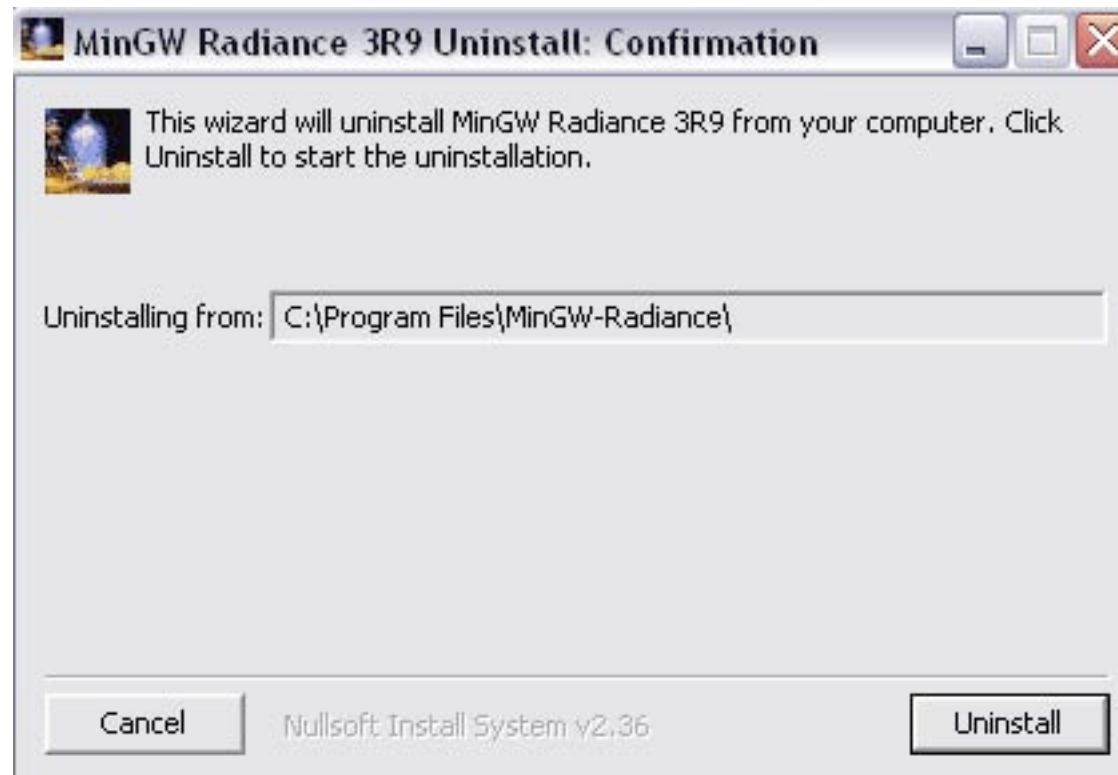 MinGW Radiance 3R9 Uninstall: Confirmation
This wizard will uninstall MinGW Radiance 3R9 from your computer. Click
Uninstall to start the uninstallation.
Uninstalling from: C:\Program Files\MinGW-Radiance\
Cancel
Nullsoft Install System v2.36
Uninstall